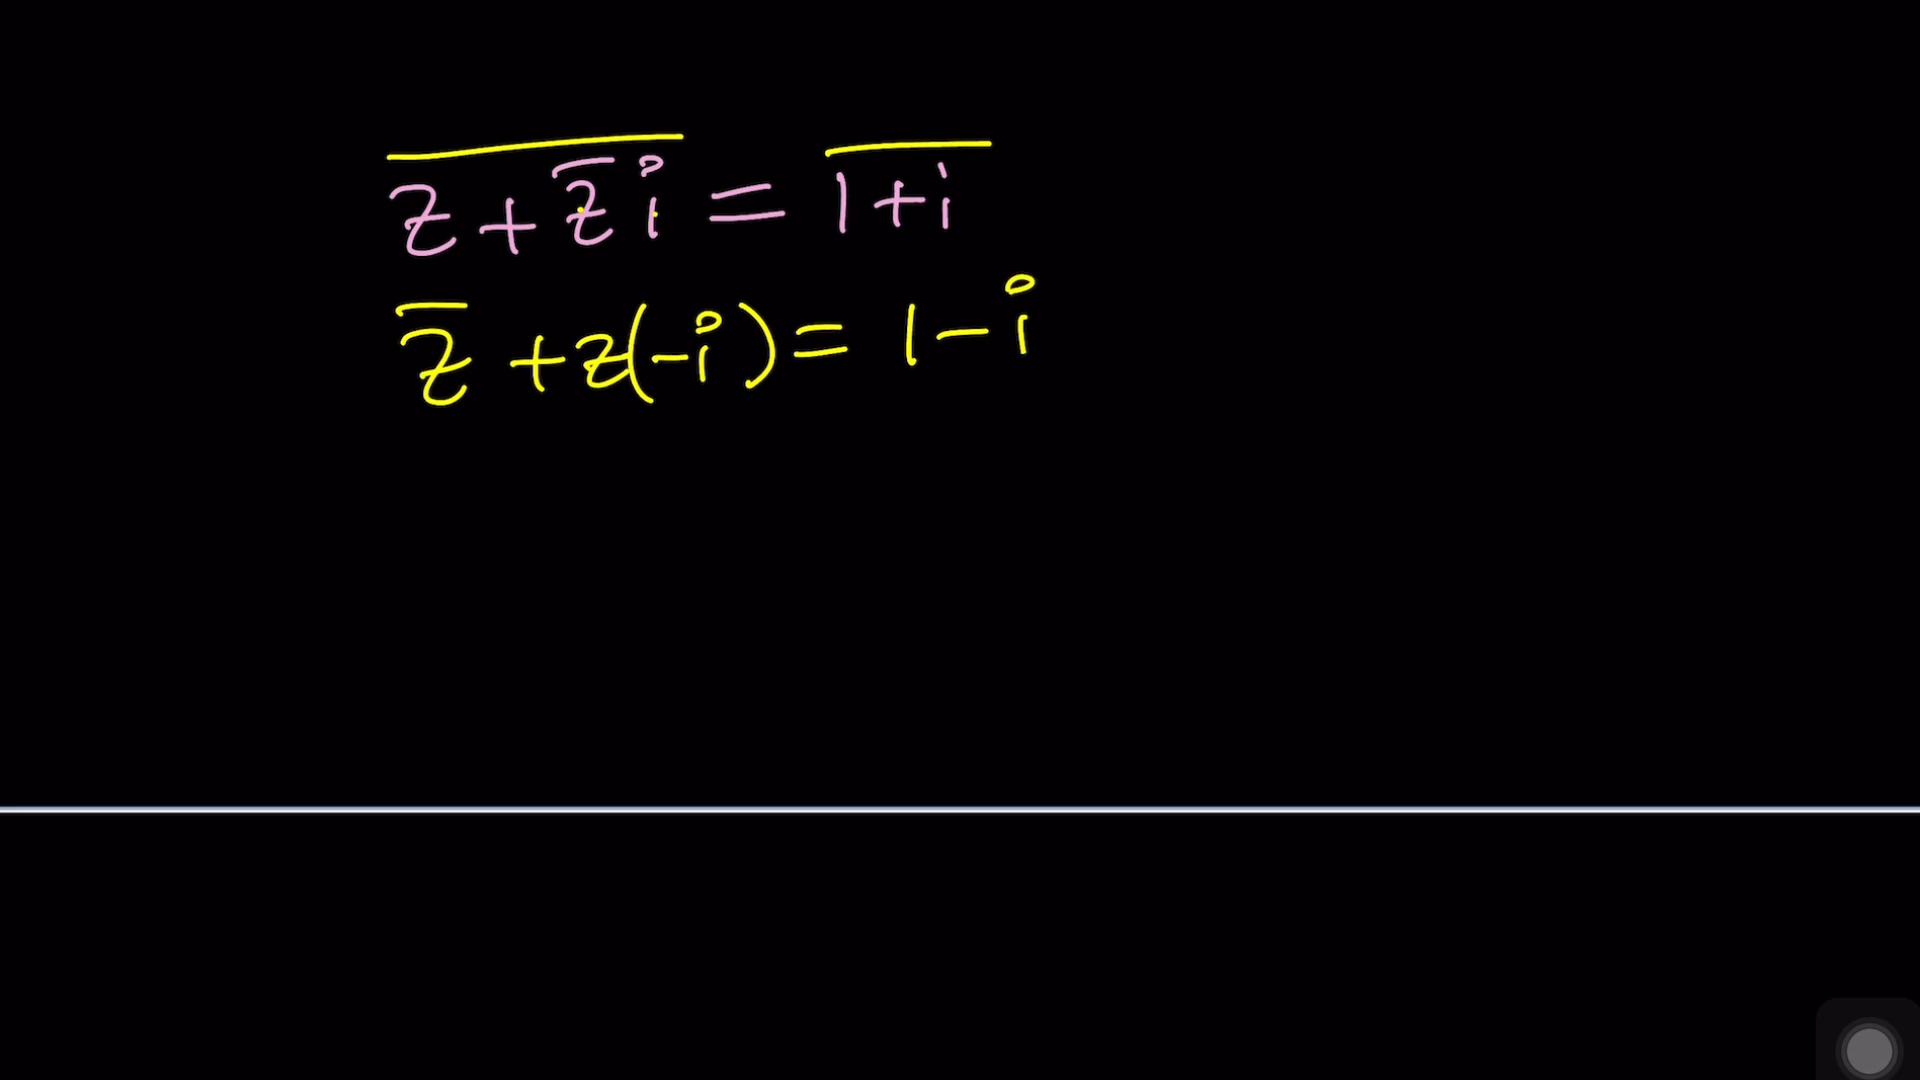 z + z̅ i = 1+i
z̅ + z(-i) = 1-i